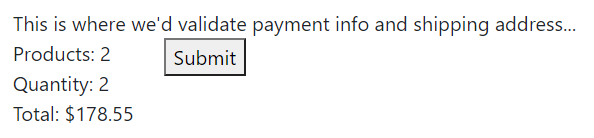 This is where we'd validate payment info and shipping address...
Products: 2
Submit
Quantity: 2
Total: $178.55